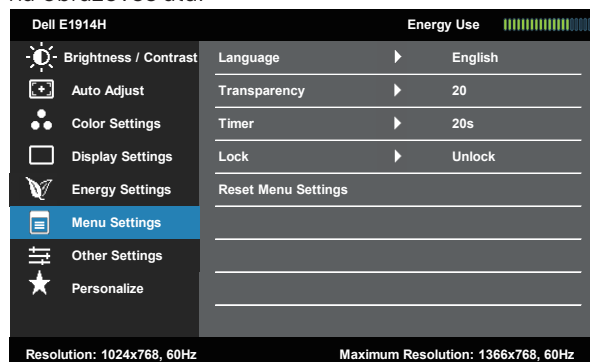 Dell E1914H Energy Use
Brightness / Contrast Language English
Auto Adjust Transparency 20
Color Settings Timer 20s
Display Settings Lock Unlock
Energy Settings Reset Menu Settings
Menu Settings
Other Settings
Personalize
Resolution: 1024x768, 60Hz Maximum Resolution: 1366x768, 60Hz